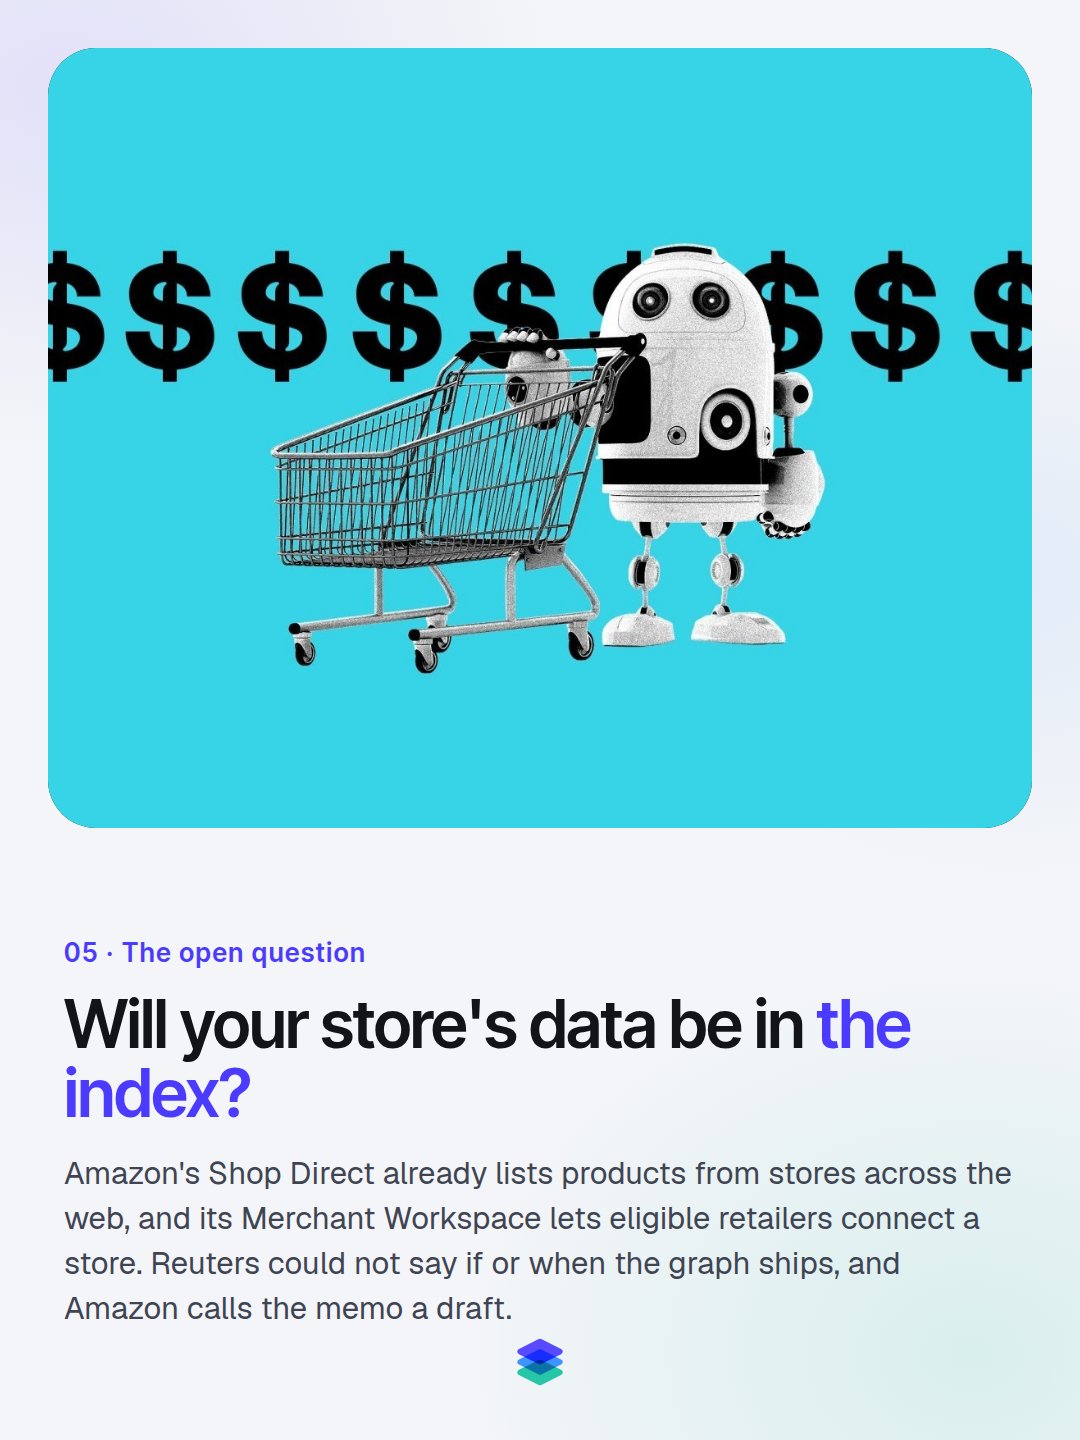 $ $ $ $ $ $ $ $ $
05 · The open question
Will your store's data be in the
index?
Amazon's Shop Direct already lists products from stores across the
web, and its Merchant Workspace lets eligible retailers connect a
store. Reuters could not say if or when the graph ships, and
Amazon calls the memo a draft.